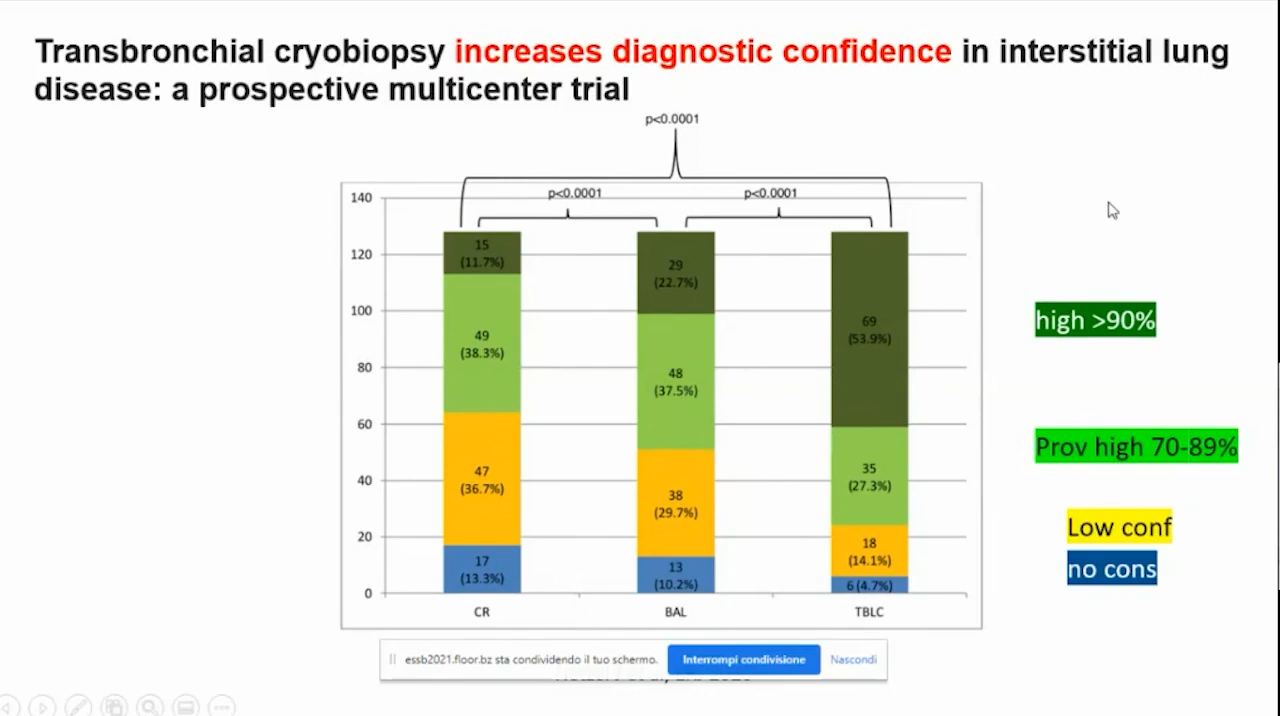 Transbronchial cryobiopsy increases diagnostic confidence in interstitial lung
disease: a prospective multicenter trial
p<0.0001
p<0.0001
p<0.0001
140
120
100
80
60
40
20
0
15
(11.7%)
49
(38.3%)
47
(36.7%)
17
(13.3%)
29
(22.7%)
48
(37.5%)
38
(29.7%)
13
(10.2%)
69
(53.9%)
35
(27.3%)
18
(14.1%)
6 (4.7%)
CR
BAL
TBLC
high >90%
Prov high 70-89%
Low conf
no cons
essb2021.floor.bz sta condividendo il tuo schermo.
Interrompi condivisione
Nascondi